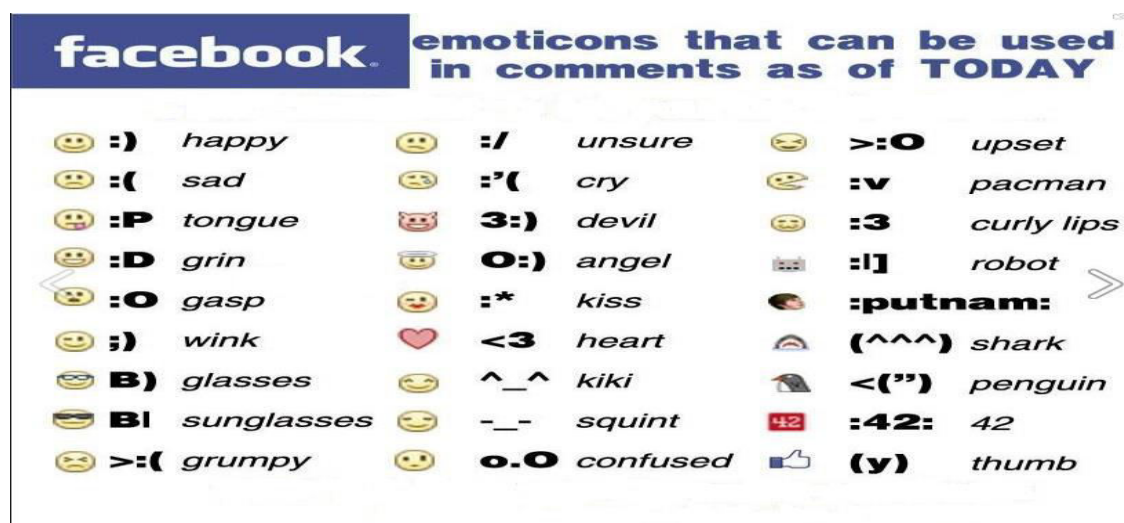 cs
facebook.
emoticons that can be used
in comments as of TODAY
:) happy :/ unsure >:O upset
:( sad :’( cry :v pacman
:P tongue 3:) devil :3 curly lips
:D grin O:) angel :|] robot
:O gasp :* kiss :putnam:
;) wink <3 heart (^^^) shark
B) glasses ^_^ kiki <(”) penguin
B| sunglasses -_- squint 42 :42: 42
>:( grumpy o.O confused (y) thumb